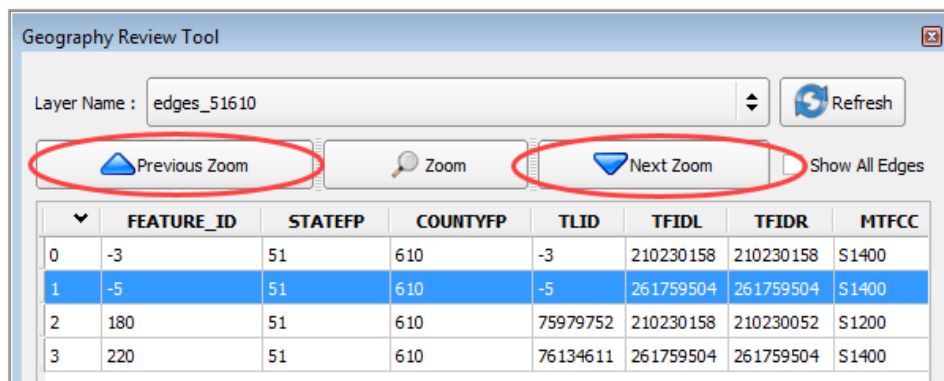 Geography Review Tool
Layer Name : edges_51610 Refresh
Previous Zoom Zoom Next Zoom Show All Edges
FEATURE_ID STATEFP COUNTYFP TLID TFIDL TFIDR MTFCC
0 -3 51 610 -3 210230158 210230158 S1400
1 -5 51 610 -5 261759504 261759504 S1400
2 180 51 610 75979752 210230158 210230052 S1200
3 220 51 610 76134611 261759504 261759504 S1400